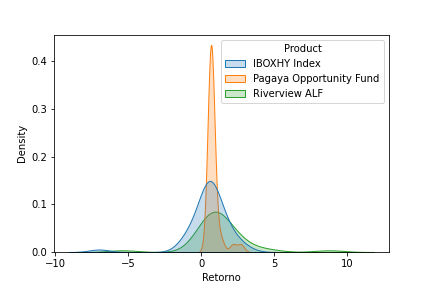 Product
IBOXHY Index
Pagaya Opportunity Fund
Riverview ALF
Density
0.4
0.3
0.2
0.1
0.0
−10
−5
0
5
10
Retorno